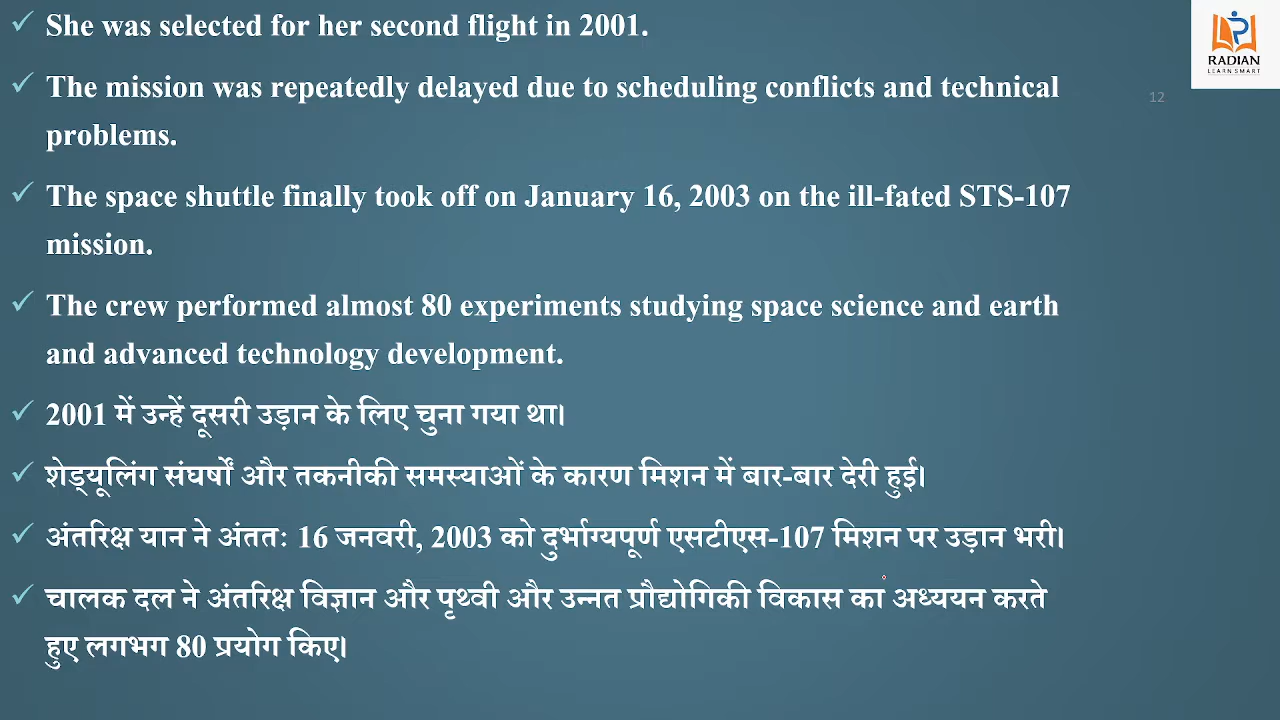 She was selected for her second flight in 2001.
RADIAN
LEARN SMART
The mission was repeatedly delayed due to scheduling conflicts and technical
12
problems.
The space shuttle finally took off on January 16, 2003 on the ill-fated STS-107
mission.
The crew performed almost 80 experiments studying space science and earth
and advanced technology development.
2001 में उन्हें दूसरी उड़ान के लिए चुना गया था।
शेड्यूलिंग संघर्षों और तकनीकी समस्याओं के कारण मिशन में बार-बार देरी हुई।
अंतरिक्ष यान ने अंततः 16 जनवरी, 2003 को दुर्भाग्यपूर्ण एसटीएस-107 मिशन पर उड़ान भरी।
चालक दल ने अंतरिक्ष विज्ञान और पृथ्वी और उन्नत प्रौद्योगिकी विकास का अध्ययन करते
हुए लगभग 80 प्रयोग किए।